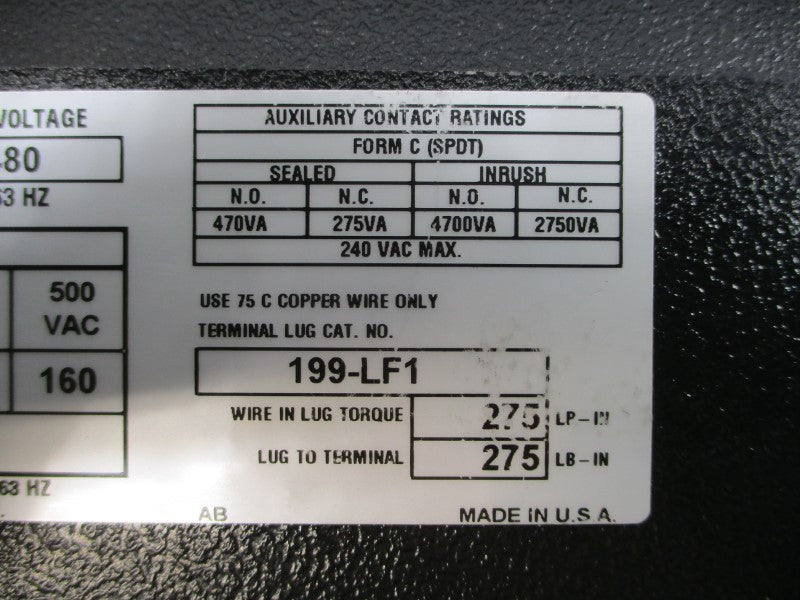 VOLTAGE
480
63 HZ
500
VAC
160
63 HZ
AUXILIARY CONTACT RATINGS
FORM C (SPDT)
SEALED INRUSH
N.O. N.C. N.O. N.C.
470VA 275VA 4700VA 2750VA
240 VAC MAX.
USE 75 C COPPER WIRE ONLY
TERMINAL LUG CAT. NO.
199-LF1
WIRE IN LUG TORQUE 275 LP-IN
LUG TO TERMINAL 275 LB-IN
AB MADE IN U.S.A.